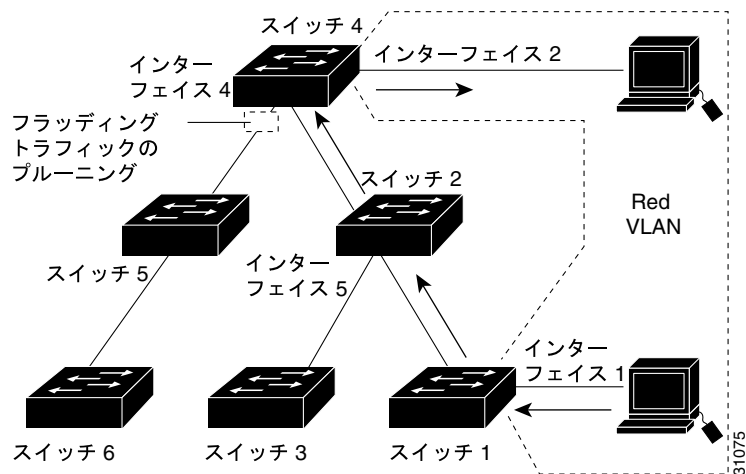 スイッチ 4
インターフェイス 2
インター
フェイス 4
フラッディング
トラフィックの
プルーニング
スイッチ 2
Red
VLAN
スイッチ 5
インター
フェイス 5
インター
フェイス 1
スイッチ 6
スイッチ 3
スイッチ 1
31075